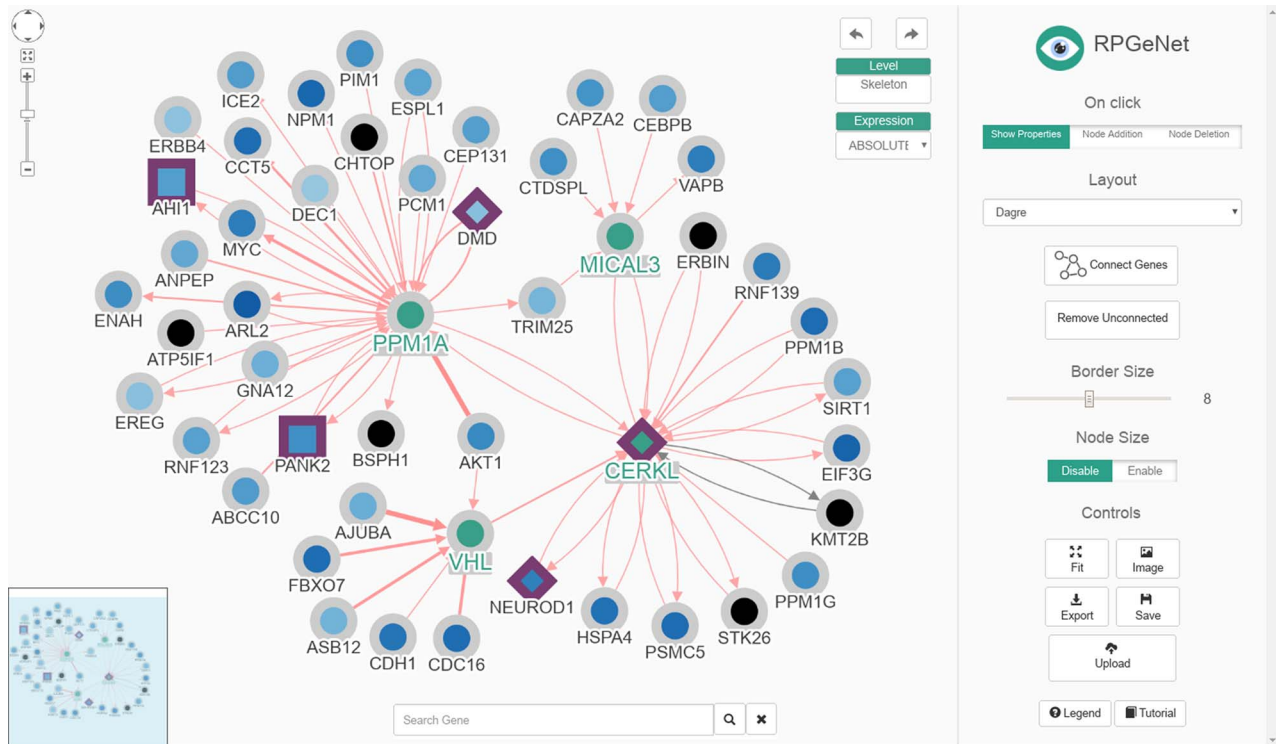 RPGeNet
On click
Show Properties
Node Addition
Node Deletion
Layout
Dagre
Connect Genes
Remove Unconnected
Border Size
8
Node Size
Disable
Enable
Controls
Fit
Image
Export
Save
Upload
Legend
Tutorial
Level
Skeleton
Expression
ABSOLUTE
PIM1
ICE2
NPM1
ESPL1
ERBB4
CCT5
CHTOP
CEP131
AHI1
DEC1
PCM1
DMD
MYC
ANPEP
ENAH
ARL2
PPM1A
ATP5IF1
GNA12
EREG
RNF123
PANK2
BSPH1
AKT1
ABCC10
CAPZA2
CEBPB
CTDSPL
VAPB
MICAL3
ERBIN
RNF139
TRIM25
PPM1B
SIRT1
EIF3G
CERKL
KMT2B
AJUBA
FBXO7
VHL
ASB12
CDH1
CDC16
NEUROD1
HSPA4
PSMC5
STK26
PPM1G
Search Gene